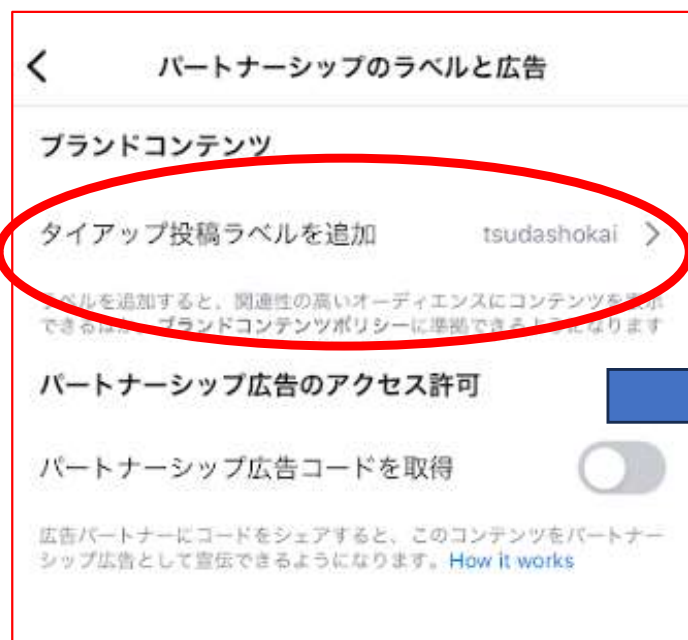 パートナーシップのラベルと広告
ブランドコンテンツ
タイアップ投稿ラベルを追加 tsudashokai
ラベルを追加すると、関連性の高いオーディエンスにコンテンツを表示
できるほか、ブランドコンテンツポリシーに準拠できるようになります
パートナーシップ広告のアクセス許可
パートナーシップ広告コードを取得
広告パートナーにコードをシェアすると、このコンテンツをパートナー
シップ広告として宣伝できるようになります。How it works